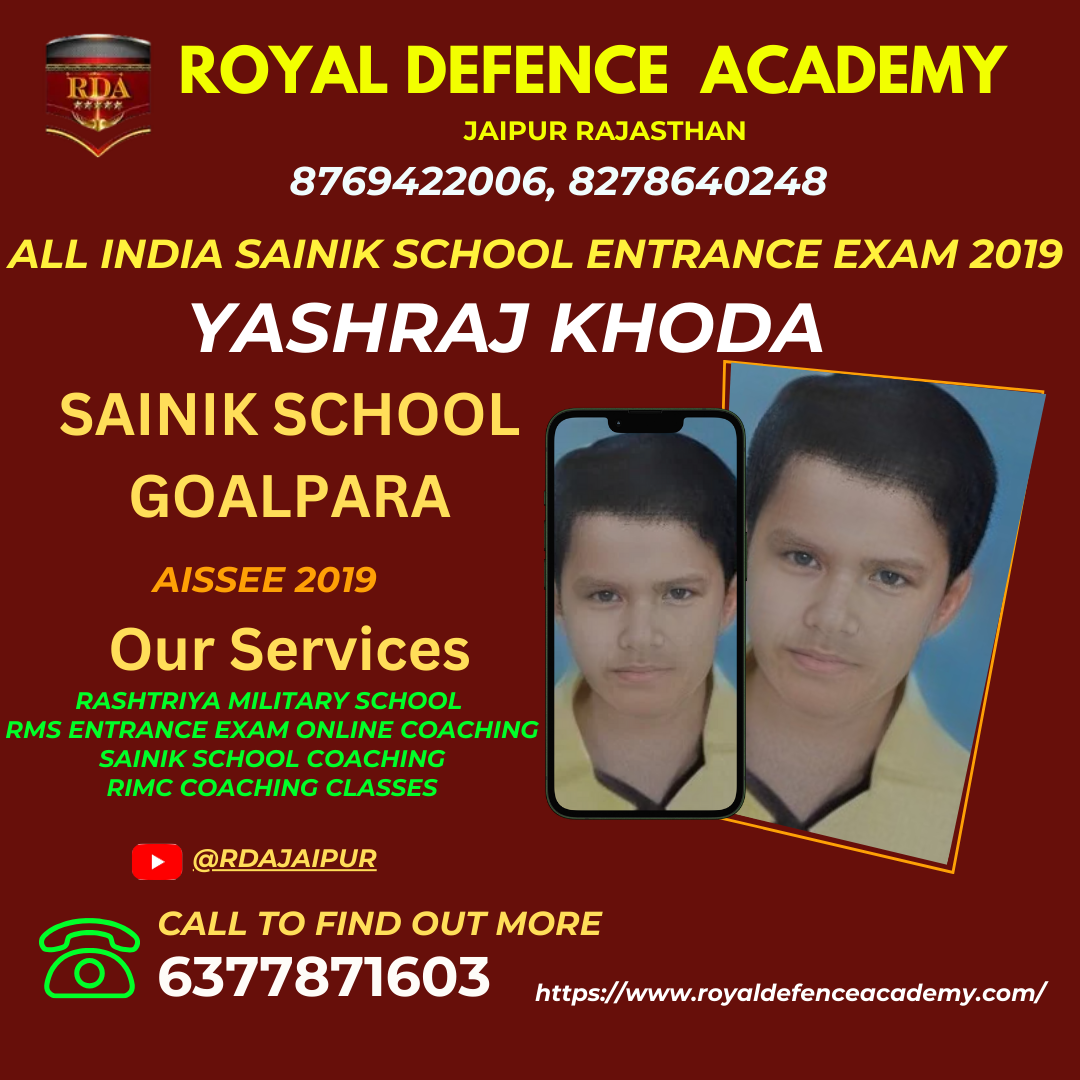 RDA
ROYAL DEFENCE ACADEMY
JAIPUR RAJASTHAN
8769422006, 8278640248
ALL INDIA SAINIK SCHOOL ENTRANCE EXAM 2019
YASHRAJ KHODA
SAINIK SCHOOL
GOALPARA
AISSEE 2019
Our Services
RASHTRIYA MILITARY SCHOOL
RMS ENTRANCE EXAM ONLINE COACHING
SAINIK SCHOOL COACHING
RIMC COACHING CLASSES
@RDAJAIPUR
CALL TO FIND OUT MORE
6377871603
https://www.royaldefenceacademy.com/